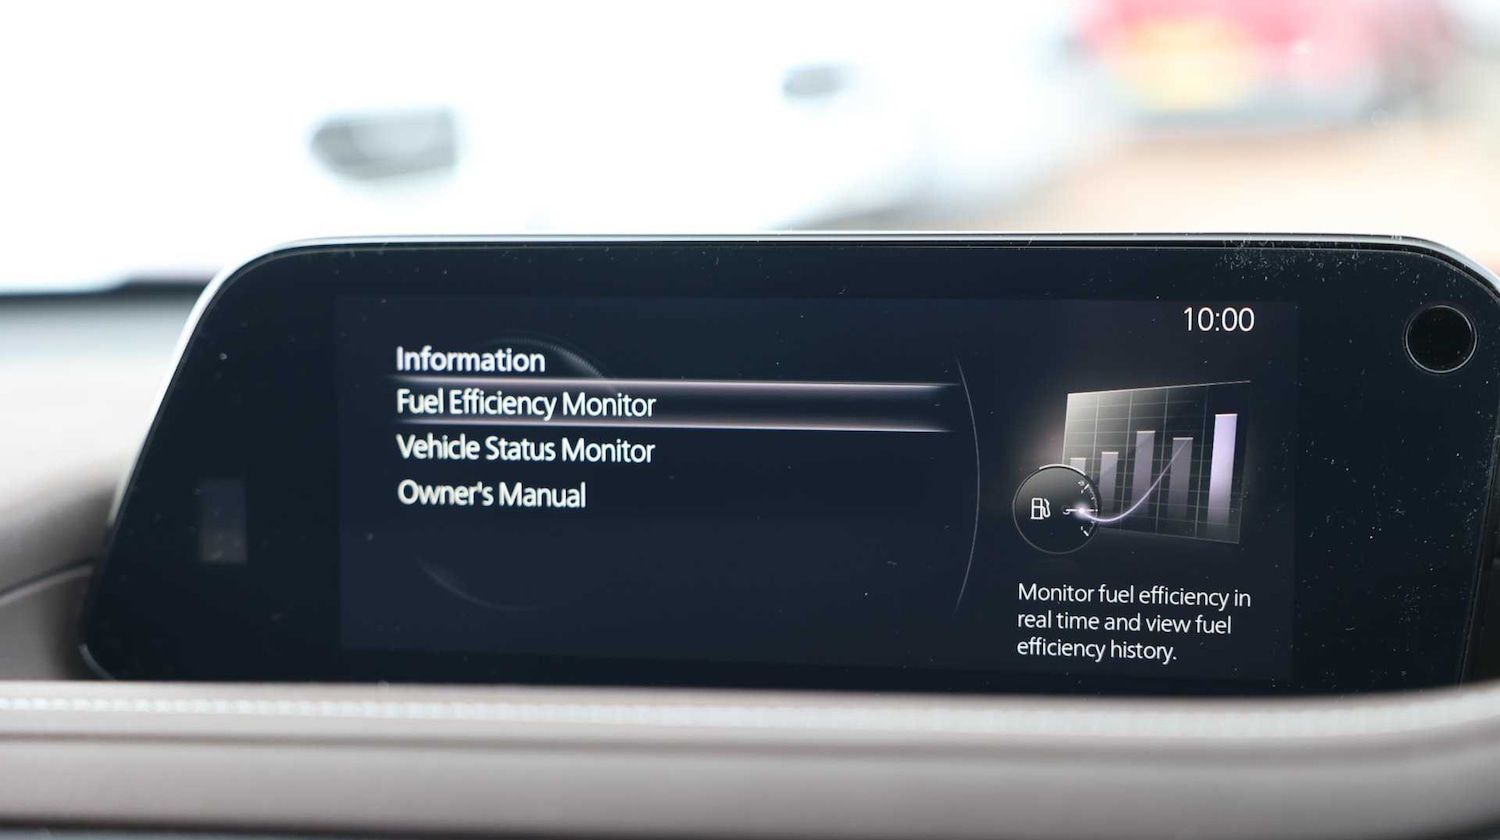 10:00
Information
Fuel Efficiency Monitor
Vehicle Status Monitor
Owner's Manual
Monitor fuel efficiency in
real time and view fuel
efficiency history.